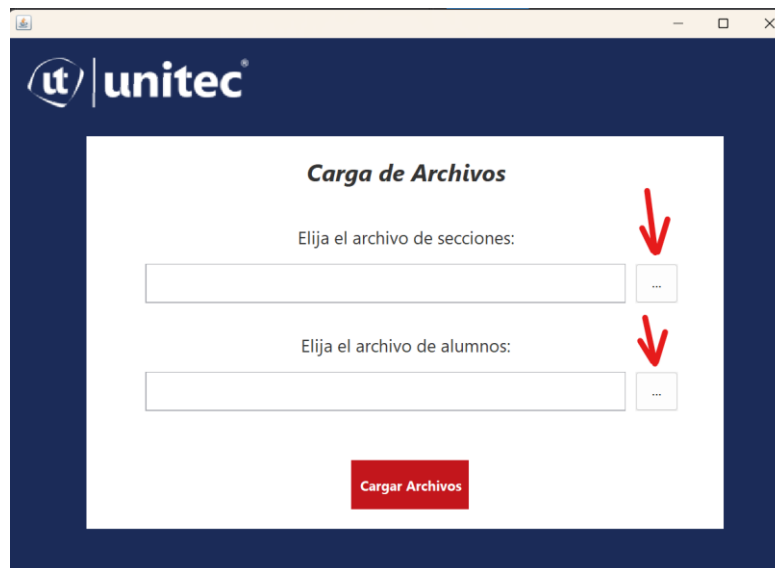 ut unitec®
Carga de Archivos
Elija el archivo de secciones:
...
Elija el archivo de alumnos:
...
Cargar Archivos